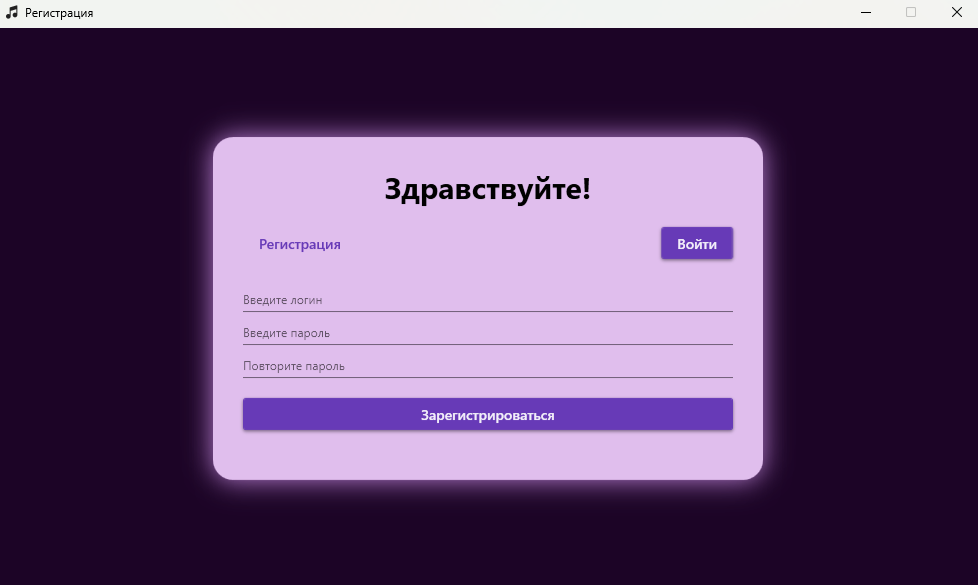 Регистрация
Здравствуйте!
Регистрация
Войти
Введите логин
Введите пароль
Повторите пароль
Зарегистрироваться